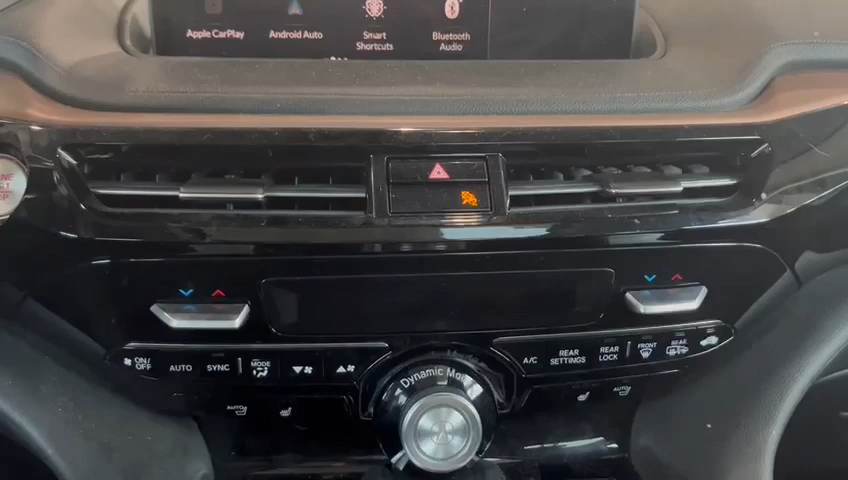 Apple CarPlay
Android Auto
Smart
Shortcuts
Bluetooth
Audio
ON/
OFF
AUTO
SYNC
MODE
A/C
REAR
SETTINGS
REAR
LOCK
FRONT
REAR
Dynamic Mode
AUTO
AUTO